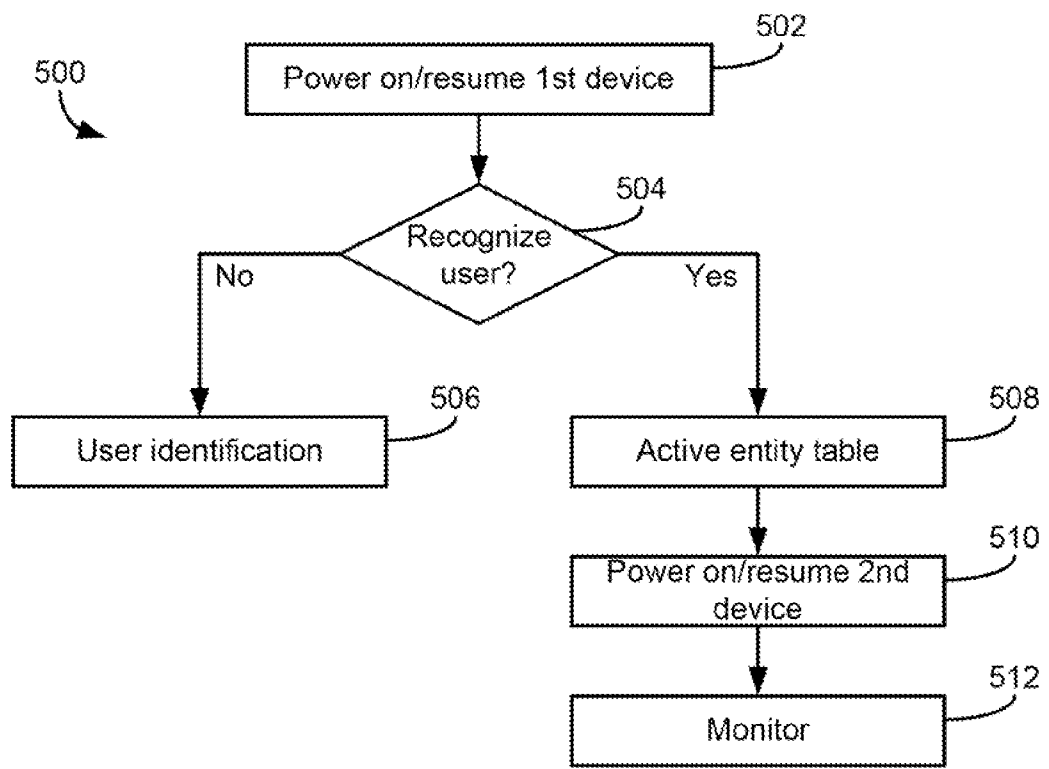 502
Power on/resume 1st device
500
504
Recognize
user?
No
Yes
506
User identification
508
Active entity table
510
Power on/resume 2nd
device
512
Monitor